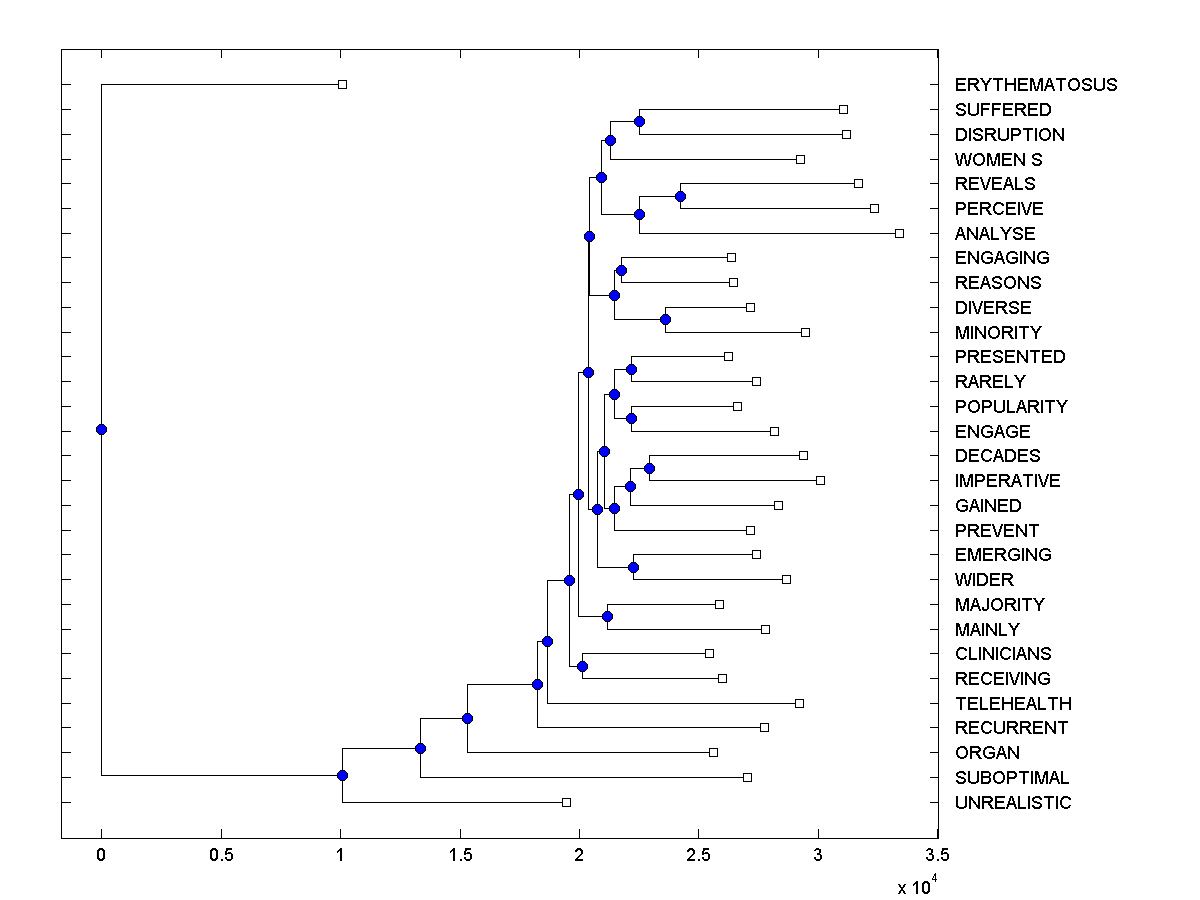 ERYTHEMATOSUS
SUFFERED
DISRUPTION
WOMEN S
REVEALS
PERCEIVE
ANALYSE
ENGAGING
REASONS
DIVERSE
MINORITY
PRESENTED
RARELY
POPULARITY
ENGAGE
DECADES
IMPERATIVE
GAINED
PREVENT
EMERGING
WIDER
MAJORITY
MAINLY
CLINICIANS
RECEIVING
TELEHEALTH
RECURRENT
ORGAN
SUBOPTIMAL
UNREALISTIC
0 0.5 1 1.5 2 2.5 3 3.5
x 10^4